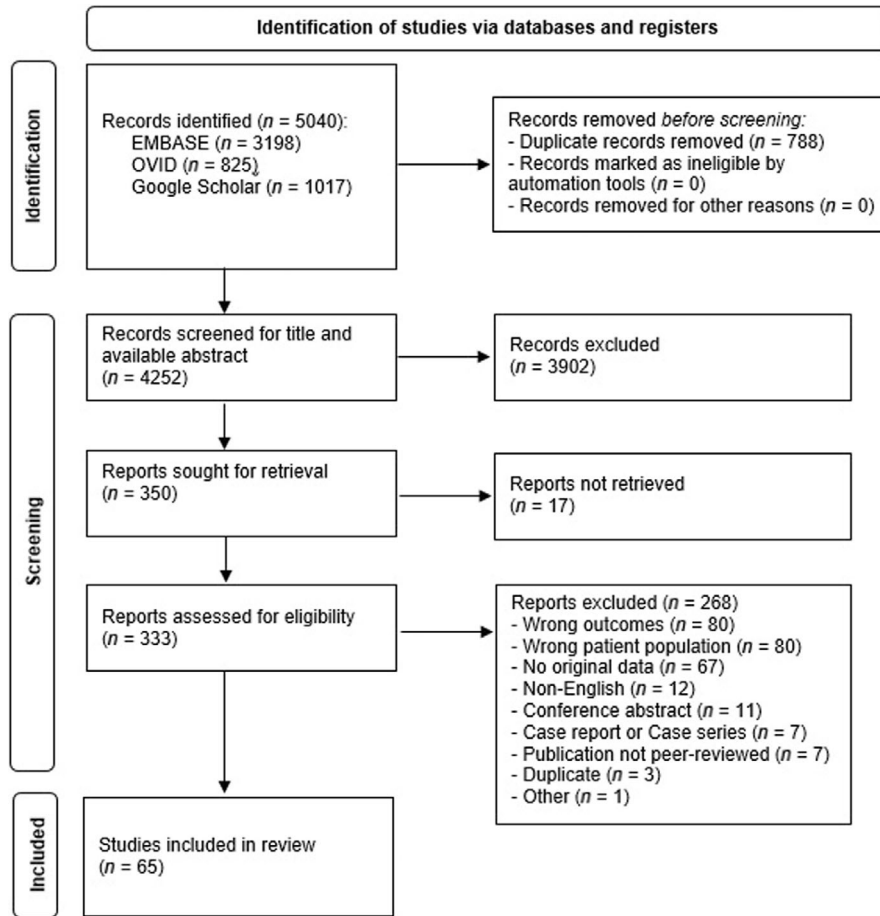 Identification of studies via databases and registers
Identification
Records identified (n = 5040):
EMBASE (n = 3198)
OVID (n = 825)
Google Scholar (n = 1017)
Records removed before screening:
- Duplicate records removed (n = 788)
- Records marked as ineligible by
automation tools (n = 0)
- Records removed for other reasons (n = 0)
Screening
Records screened for title and
available abstract
(n = 4252)
Records excluded
(n = 3902)
Reports sought for retrieval
(n = 350)
Reports not retrieved
(n = 17)
Reports assessed for eligibility
(n = 333)
Reports excluded (n = 268)
- Wrong outcomes (n = 80)
- Wrong patient population (n = 80)
- No original data (n = 67)
- Non-English (n = 12)
- Conference abstract (n = 11)
- Case report or Case series (n = 7)
- Publication not peer-reviewed (n = 7)
- Duplicate (n = 3)
- Other (n = 1)
Included
Studies included in review
(n = 65)